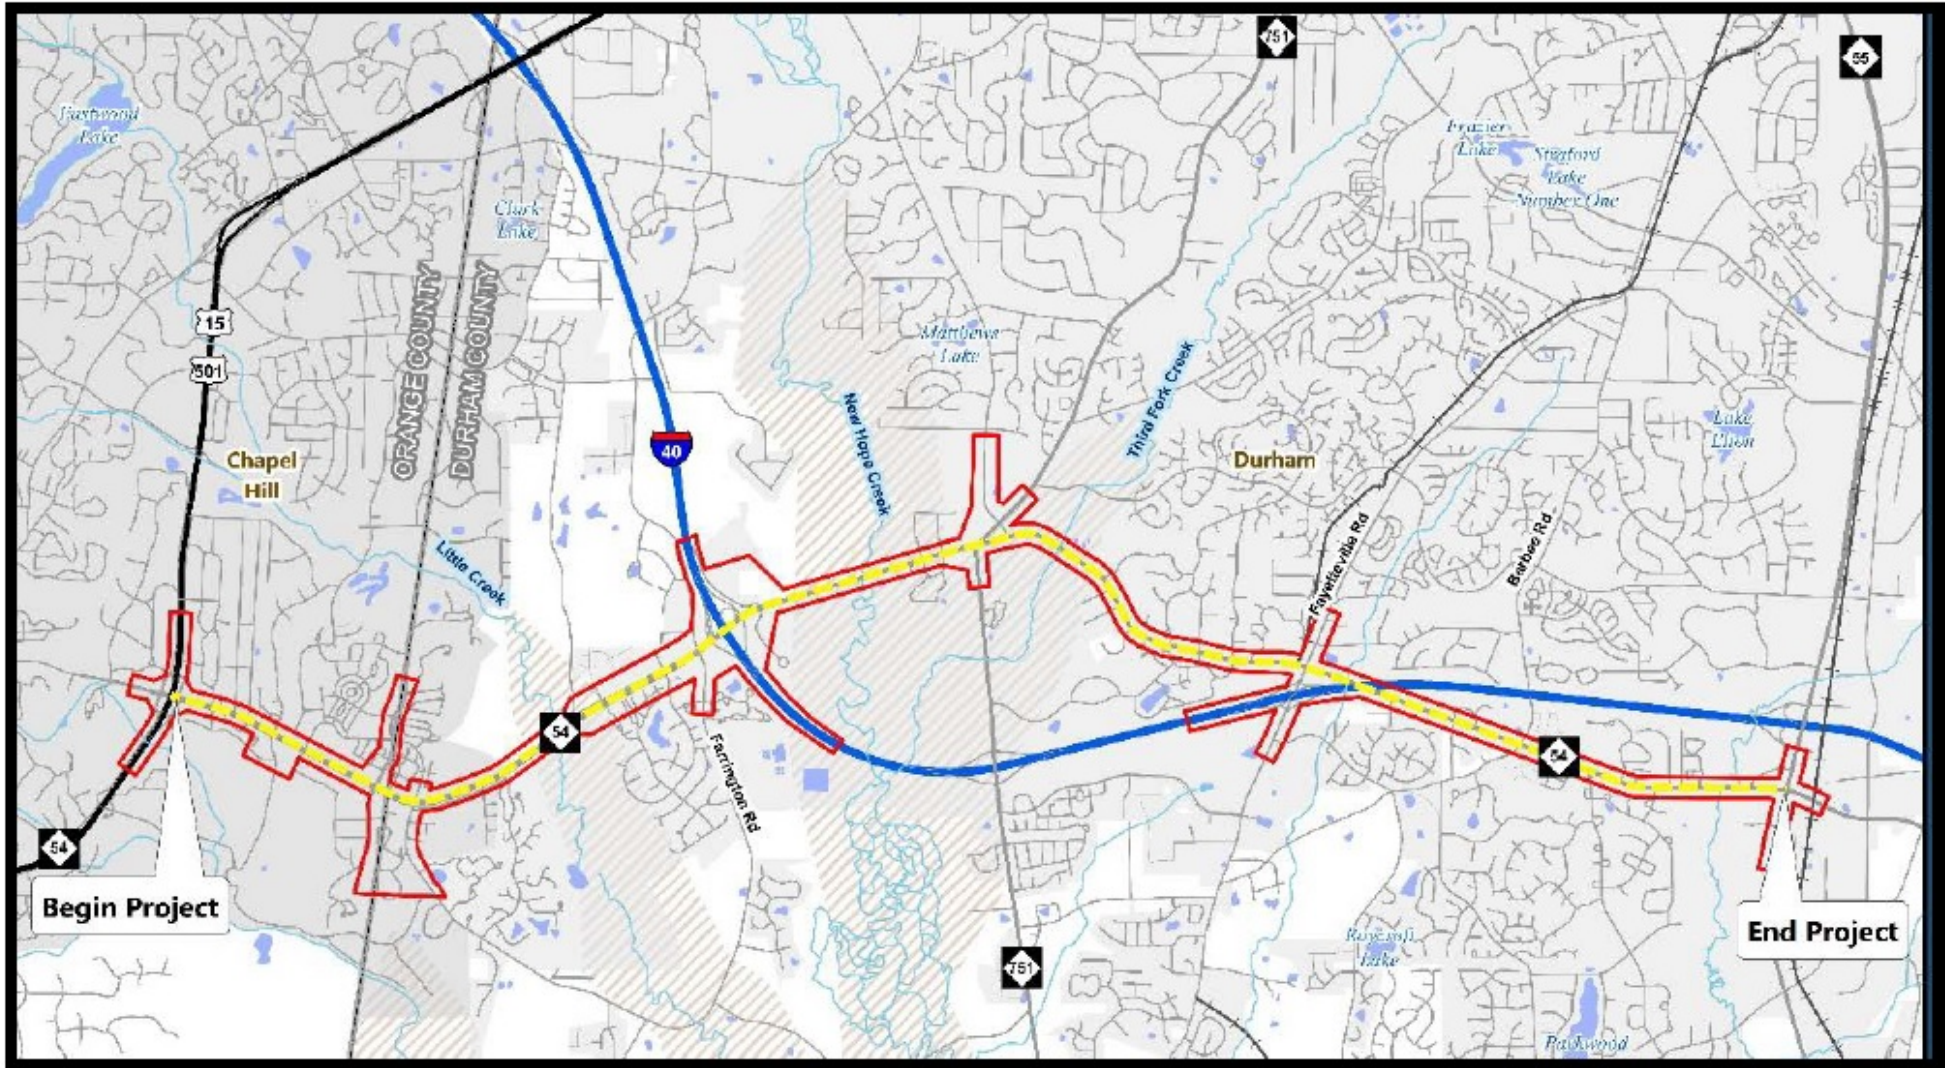 751
55
Eastwood
Lake
Frazier
Lake
Lake
Number One
Clark
Lake
ORANGE COUNTY
DURHAM COUNTY
15
501
Matthews
Lake
Third Fork Creek
New Hope Creek
40
Chapel
Hill
Durham
Lake
Little Creek
Fayetteville Rd
Barbee Rd
54
54
Farrington Rd
54
Begin Project
End Project
751
Lake
Parkwood